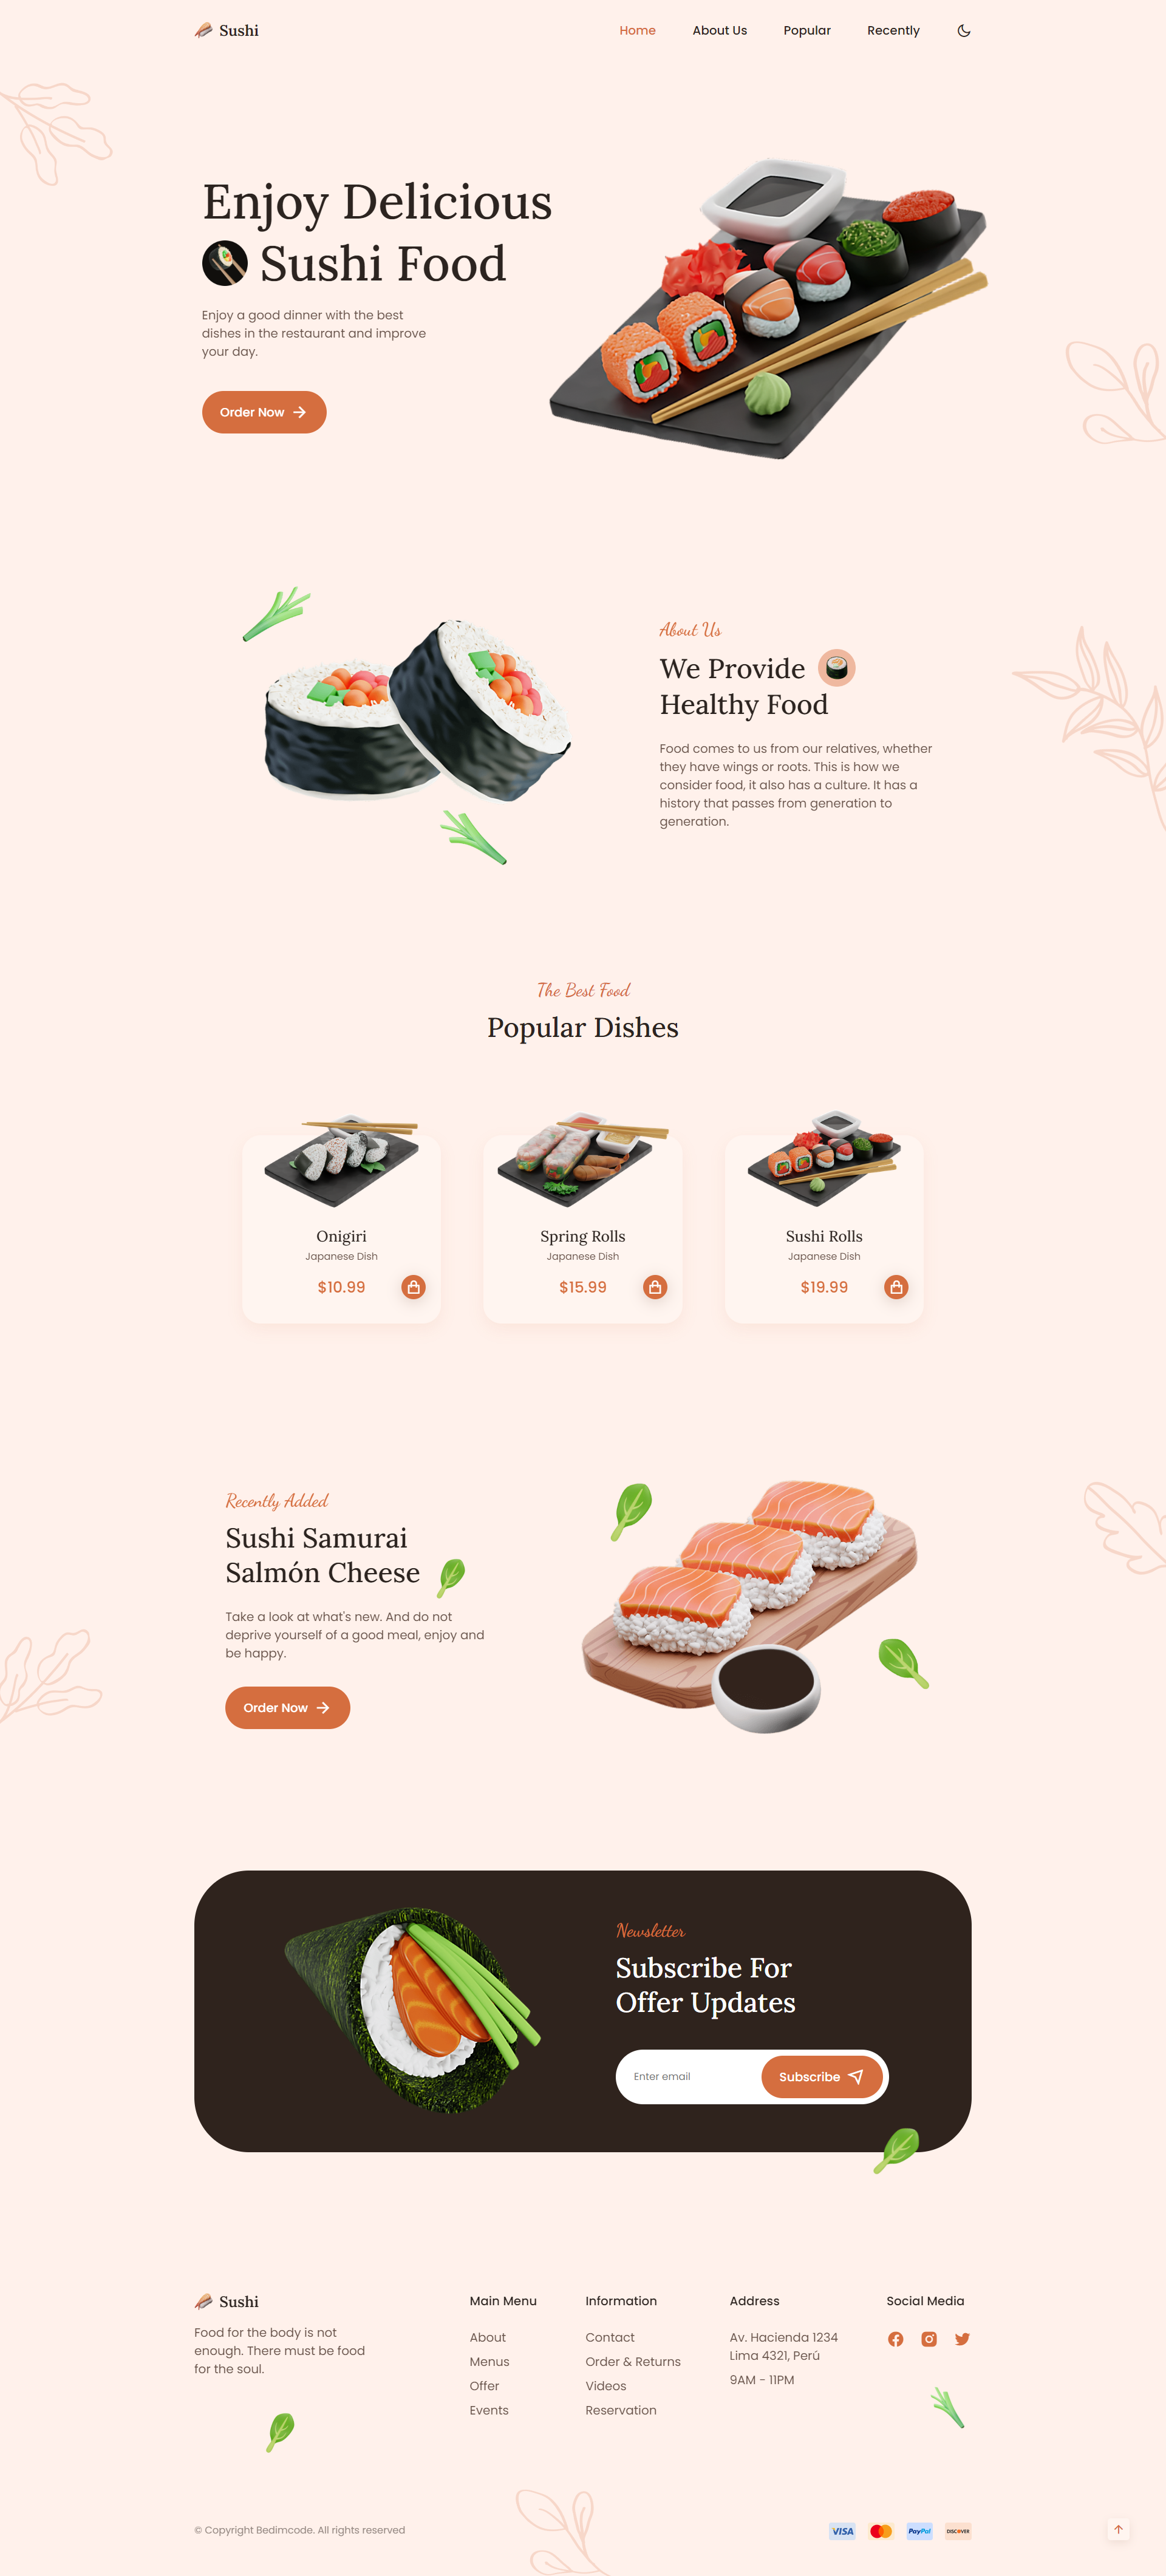 Sushi
Home
About Us
Popular
Recently
Enjoy Delicious
Sushi Food
Enjoy a good dinner with the best
dishes in the restaurant and improve
your day.
Order Now
About Us
We Provide
Healthy Food
Food comes to us from our relatives, whether
they have wings or roots. This is how we
consider food, it also has a culture. It has a
history that passes from generation to
generation.
The Best Food
Popular Dishes
Onigiri
Japanese Dish
$10.99
Spring Rolls
Japanese Dish
$15.99
Sushi Rolls
Japanese Dish
$19.99
Recently Added
Sushi Samurai
Salmón Cheese
Take a look at what's new. And do not
deprive yourself of a good meal, enjoy and
be happy.
Order Now
Newsletter
Subscribe For
Offer Updates
Enter email
Subscribe
Sushi
Food for the body is not
enough. There must be food
for the soul.
Main Menu
About
Menus
Offer
Events
Information
Contact
Order & Returns
Videos
Reservation
Address
Av. Hacienda 1234
Lima 4321, Perú
9AM - 11PM
Social Media
© Copyright Bedimcode. All rights reserved
VISA
PayPal
DISCOVER